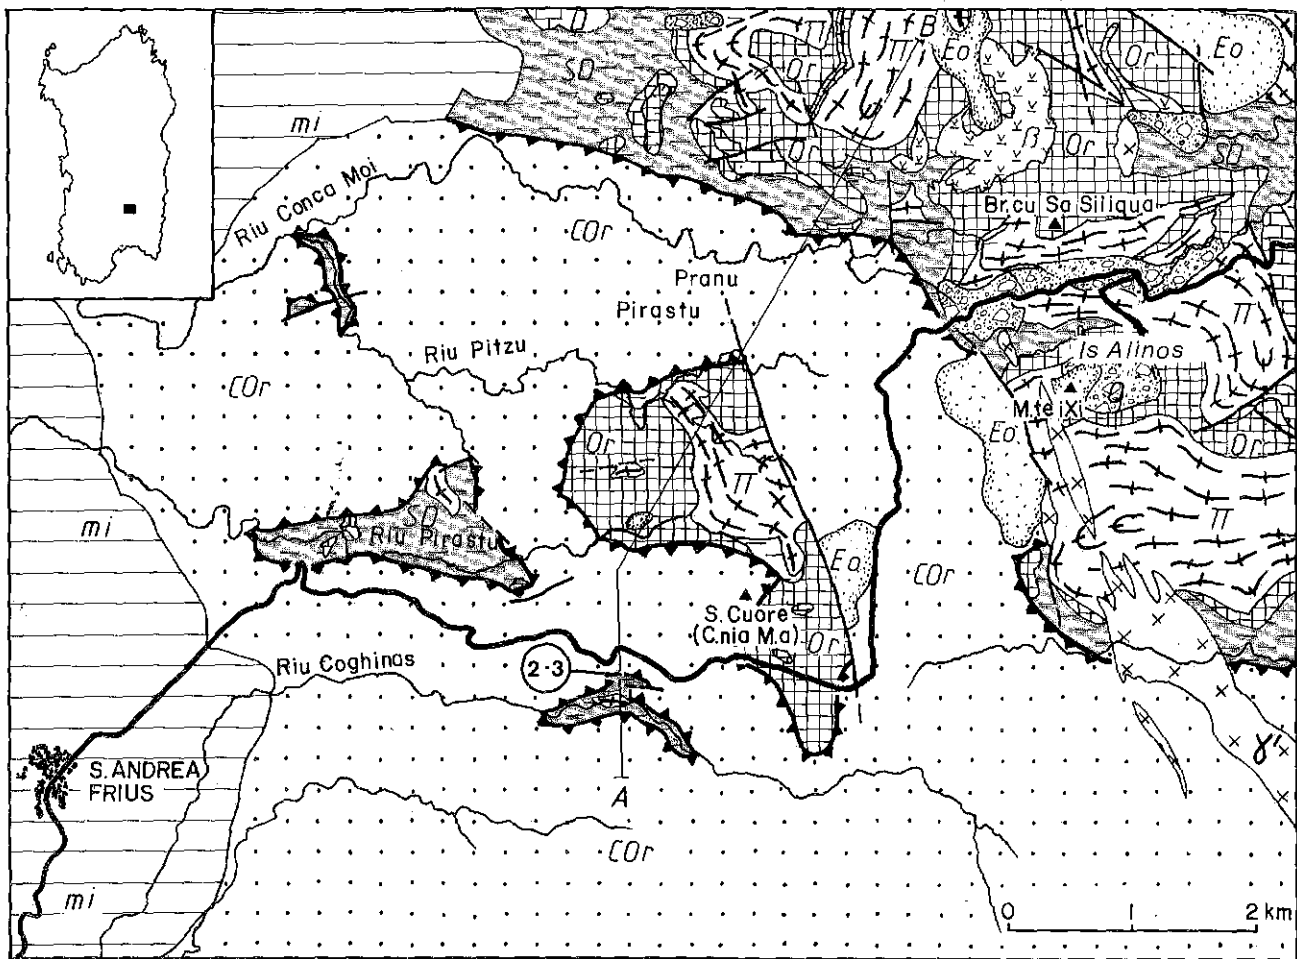 D
Π
B
Π
Or
Eo
Or
Eo
SD
mi
Or
β
Or
SD
Riu Conca Moi
COr
Br.cu Sa Siliqua
Pranu
Pirastu
Π
Riu Pitzu
Is Alinos
COr
M.te iXi
Eo
Or
Or
Π
SD
mi
Riu Pirastu
Π
Eo
COr
S. Cuore
(C.nia M.a)
Or
Riu Coghinas
2-3
S. ANDREA
FRIUS
γ'
A
COr
mi
0 1 2 km